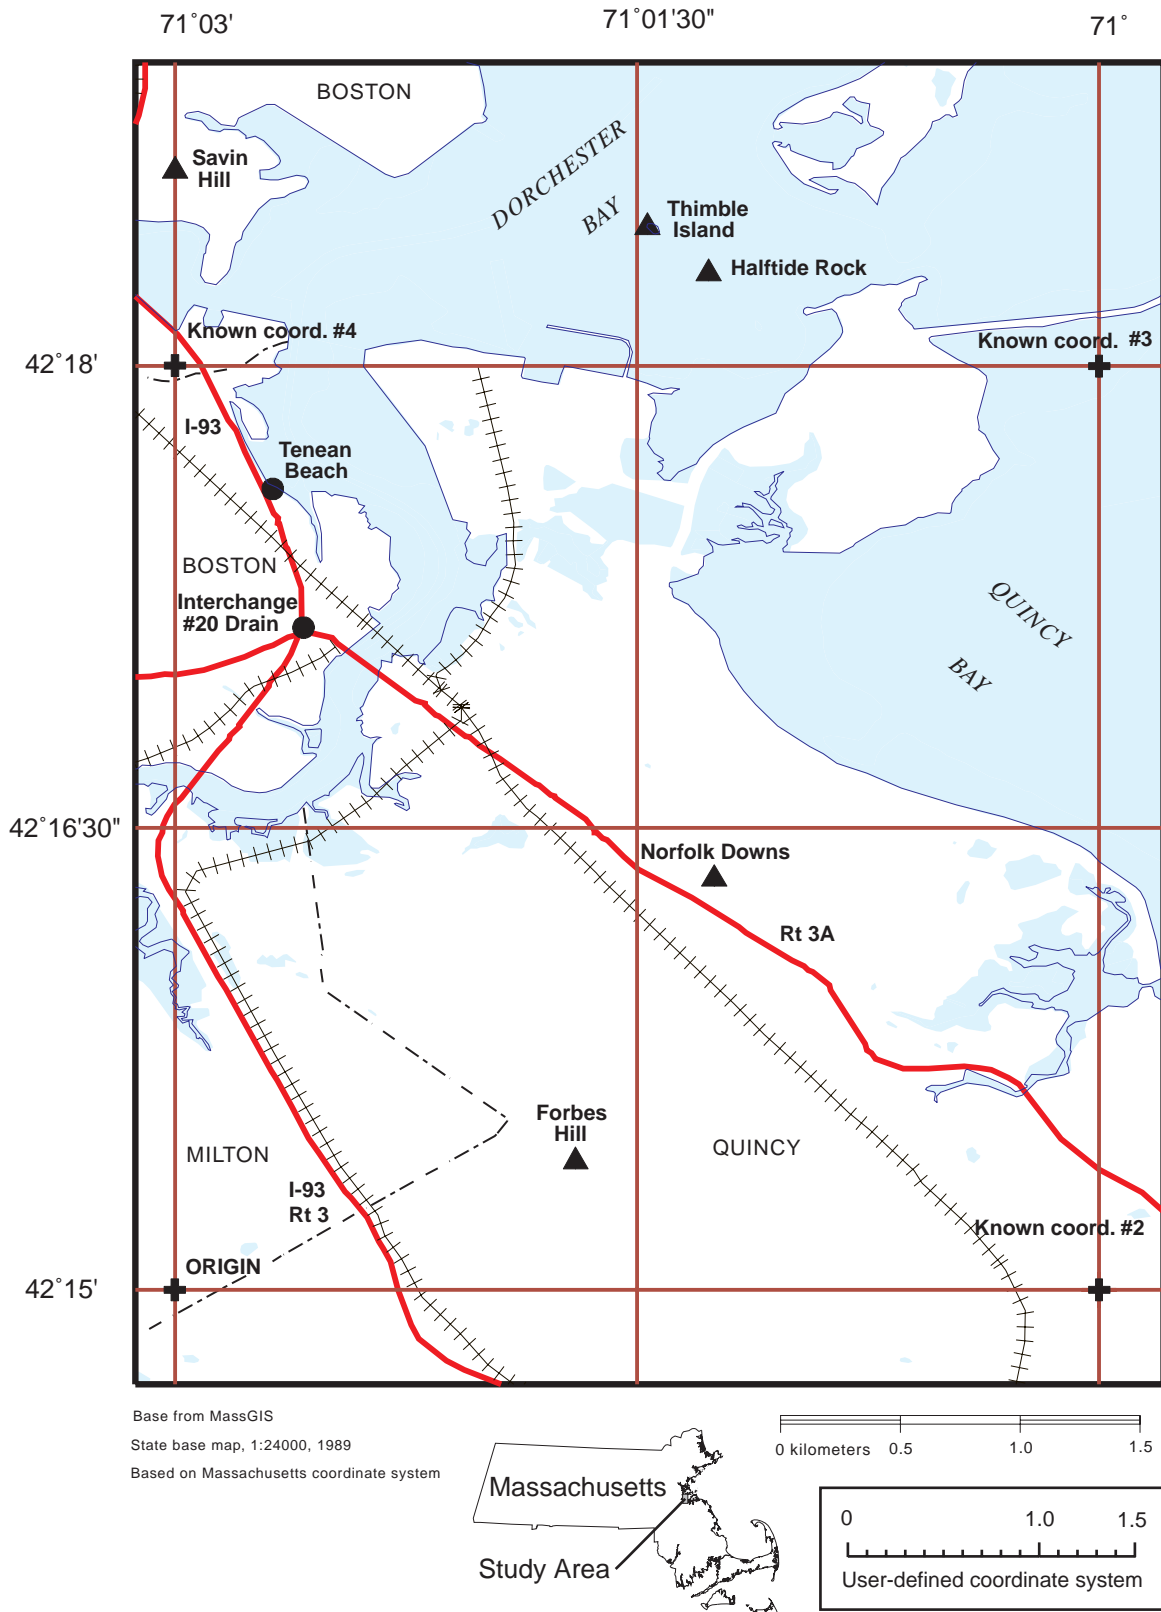 71°03'
71°01'30"
71°
BOSTON
Savin
Hill
DORCHESTER
BAY
Thimble
Island
Halftide Rock
Known coord. #4
Known coord. #3
42°18'
I-93
Tenean
Beach
BOSTON
Interchange
#20 Drain
QUINCY
BAY
42°16'30"
Norfolk Downs
Rt 3A
Forbes
Hill
MILTON
QUINCY
I-93
Rt 3
Known coord. #2
ORIGIN
42°15'
Base from MassGIS
State base map, 1:24000, 1989
Based on Massachusetts coordinate system
0 kilometers 0.5 1.0 1.5
Massachusetts
Study Area
0 1.0 1.5
User-defined coordinate system